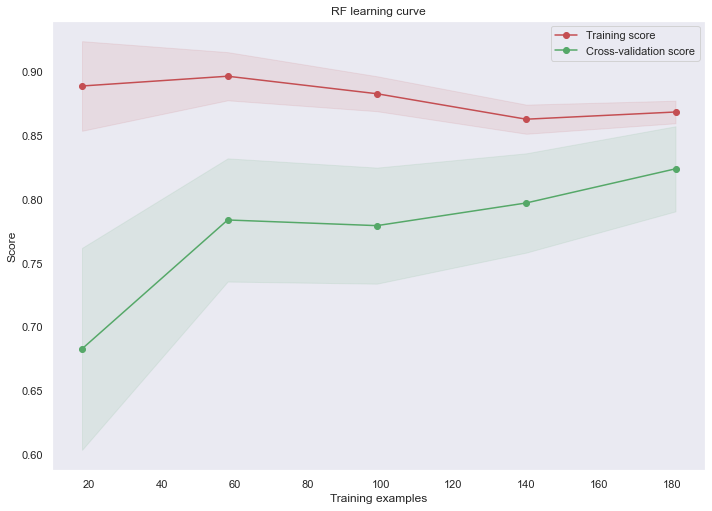 RF learning curve
Training score
Cross-validation score
0.90
0.85
0.80
0.75
0.70
0.65
0.60
Score
20 40 60 80 100 120 140 160 180
Training examples